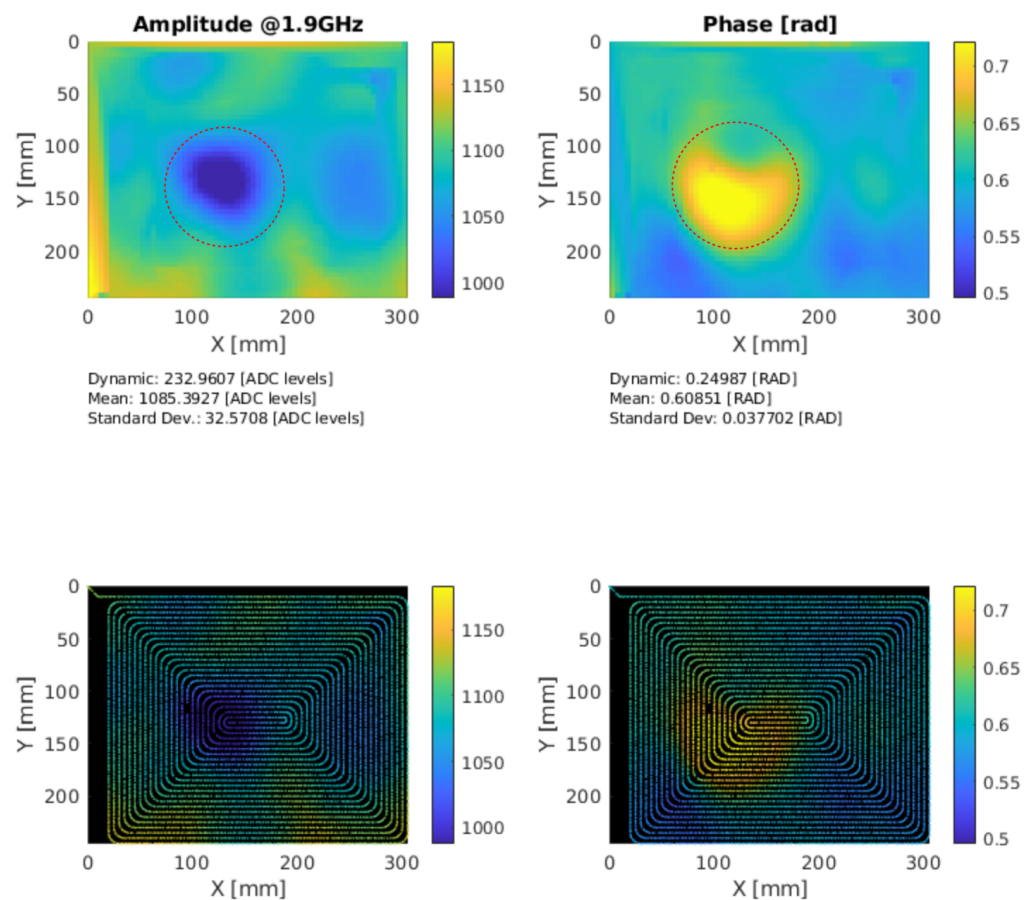 Amplitude @1.9GHz
0
50
100
150
200
Y [mm]
0 100 200 300
X [mm]
1150
1100
1050
1000
Dynamic: 232.9607 [ADC levels]
Mean: 1085.3927 [ADC levels]
Standard Dev.: 32.5708 [ADC levels]
Phase [rad]
0
50
100
150
200
Y [mm]
0 100 200 300
X [mm]
0.7
0.65
0.6
0.55
0.5
Dynamic: 0.24987 [RAD]
Mean: 0.60851 [RAD]
Standard Dev: 0.037702 [RAD]
0
50
100
150
200
Y [mm]
0 100 200 300
X [mm]
1150
1100
1050
1000
0
50
100
150
200
Y [mm]
0 100 200 300
X [mm]
0.7
0.65
0.6
0.55
0.5